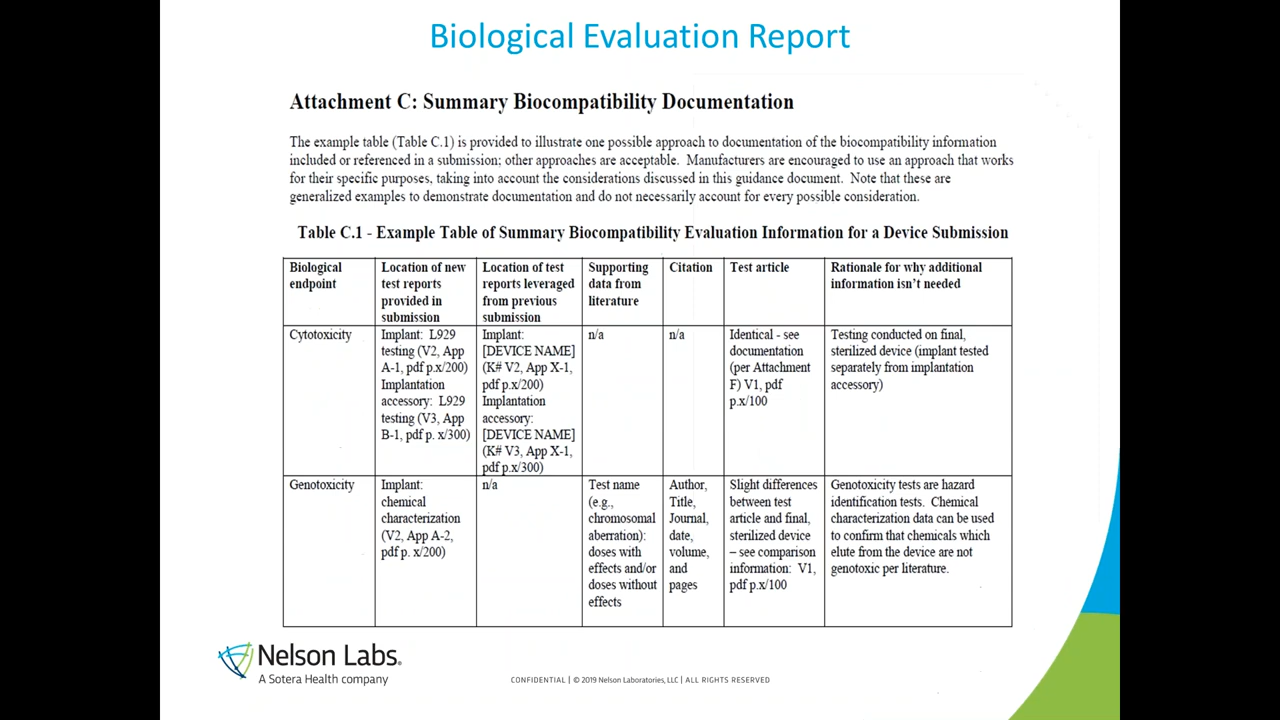 Biological Evaluation Report
Attachment C: Summary Biocompatibility Documentation
The example table (Table C.1) is provided to illustrate one possible approach to documentation of the biocompatibility information
included or referenced in a submission; other approaches are acceptable. Manufacturers are encouraged to use an approach that works
for their specific purposes, taking into account the considerations discussed in this guidance document. Note that these are
generalized examples to demonstrate documentation and do not necessarily account for every possible consideration.
Table C.1 - Example Table of Summary Biocompatibility Evaluation Information for a Device Submission
Biological
endpoint
Location of new
test reports
provided in
submission
Location of test
reports leveraged
from previous
submission
Supporting
data from
literature
Citation
Test article
Rationale for why additional
information isn't needed
Cytotoxicity
Implant: L929
testing (V2, App
A-1, pdf p.x/200)
Implantation
accessory: L929
testing (V3, App
B-1, pdf p. x/300)
Implant:
[DEVICE NAME]
(K# V2, App X-1,
pdf p.x/200)
Implantation
accessory:
[DEVICE NAME]
(K# V3, App X-1,
pdf p.x/300)
n/a
n/a
Identical - see
documentation
(per Attachment
F) V1, pdf
p.x/100
Testing conducted on final,
sterilized device (implant tested
separately from implantation
accessory)
Genotoxicity
Implant:
chemical
characterization
(V2, App A-2,
pdf p. x/200)
n/a
Test name
(e.g.,
chromosomal
aberration):
doses with
effects and/or
doses without
effects
Author,
Title,
Journal,
date,
volume,
and
pages
Slight differences
between test
article and final,
sterilized device
– see comparison
information: V1,
pdf p.x/100
Genotoxicity tests are hazard
identification tests. Chemical
characterization data can be used
to confirm that chemicals which
elute from the device are not
genotoxic per literature.
Nelson Labs.
A Sotera Health company
CONFIDENTIAL | © 2019 Nelson Laboratories, LLC | ALL RIGHTS RESERVED